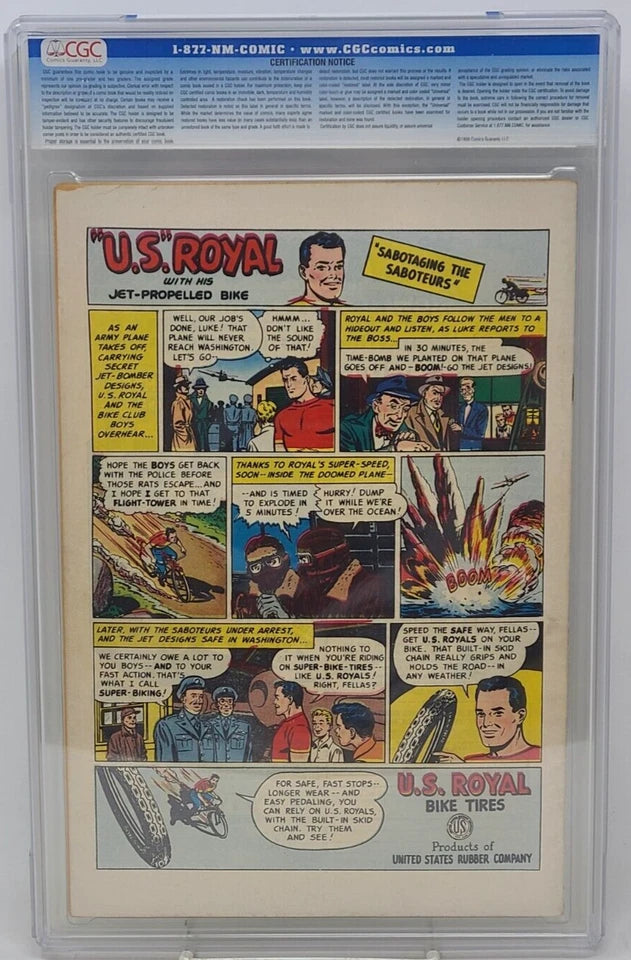 CGC
Comics Guaranty, LLC
1-877-NM-COMIC • www.CGCcomics.com
CERTIFICATION NOTICE
"U.S." ROYAL
WITH HIS
JET-PROPELLED BIKE
"SABOTAGING THE
SABOTEURS"
AS AN
ARMY PLANE
TAKES OFF,
CARRYING
SECRET
JET-BOMBER
DESIGNS,
U.S. ROYAL
AND THE
BIKE CLUB
BOYS
OVERHEAR...
WELL, OUR JOB'S
DONE, LUKE! THAT
PLANE WILL NEVER
REACH WASHINGTON.
LET'S GO--
HMMM...
DON'T LIKE
THE SOUND
OF THAT!
ROYAL AND THE BOYS FOLLOW THE MEN TO A
HIDEOUT AND LISTEN, AS LUKE REPORTS TO
THE BOSS...
IN 30 MINUTES, THE
TIME-BOMB WE PLANTED ON THAT PLANE
GOES OFF AND--BOOM!-GO THE JET DESIGNS!
HOPE THE BOYS GET BACK
WITH THE POLICE BEFORE
THOSE RATS ESCAPE...AND
I HOPE I GET TO THAT
FLIGHT-TOWER IN TIME!
THANKS TO ROYAL'S SUPER-SPEED,
SOON--INSIDE THE DOOMED PLANE--
--AND IS TIMED
TO EXPLODE IN
5 MINUTES!
HURRY! DUMP
IT WHILE WE'RE
OVER THE OCEAN!
BOOM
LATER, WITH THE SABOTEURS UNDER ARREST,
AND THE JET DESIGNS SAFE IN WASHINGTON...
WE CERTAINLY OWE A LOT TO
YOU BOYS--AND TO YOUR
FAST ACTION. THAT'S
WHAT I CALL
SUPER-BIKING!
NOTHING TO
IT WHEN YOU'RE RIDING
ON SUPER-BIKE-TIRES--
LIKE U.S. ROYALS!
RIGHT, FELLAS?
SPEED THE SAFE WAY, FELLAS--
GET U.S. ROYALS ON YOUR
BIKE. THAT BUILT-IN SKID
CHAIN REALLY GRIPS AND
HOLDS THE ROAD--IN
ANY WEATHER!
FOR SAFE, FAST STOPS--
LONGER WEAR--AND
EASY PEDALING, YOU
CAN RELY ON U.S. ROYALS,
WITH THE BUILT-IN SKID
CHAIN. TRY THEM
AND SEE!
U.S. ROYAL
BIKE TIRES
US
Products of
UNITED STATES RUBBER COMPANY